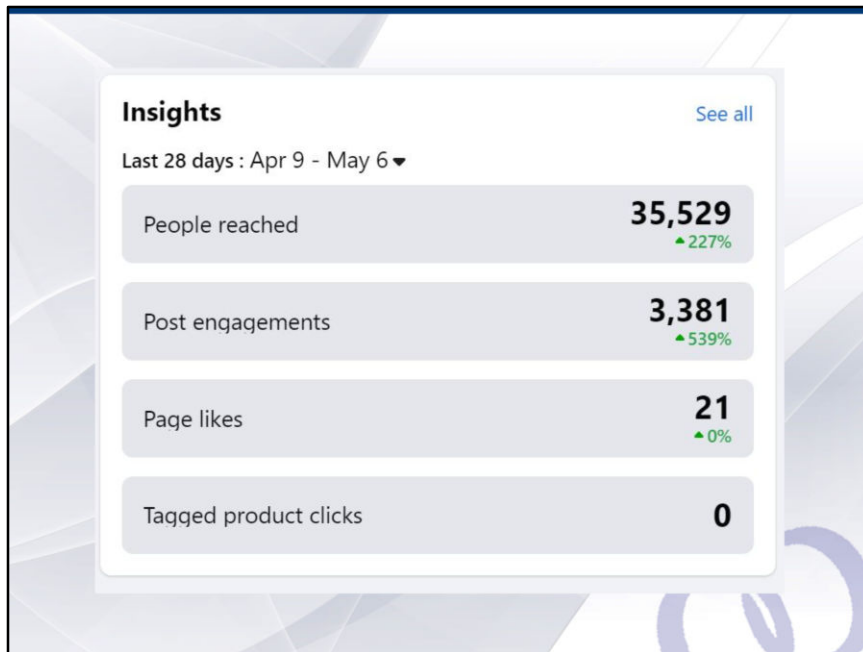 Insights
See all
Last 28 days : Apr 9 - May 6
People reached
35,529
227%
Post engagements
3,381
539%
Page likes
21
0%
Tagged product clicks
0